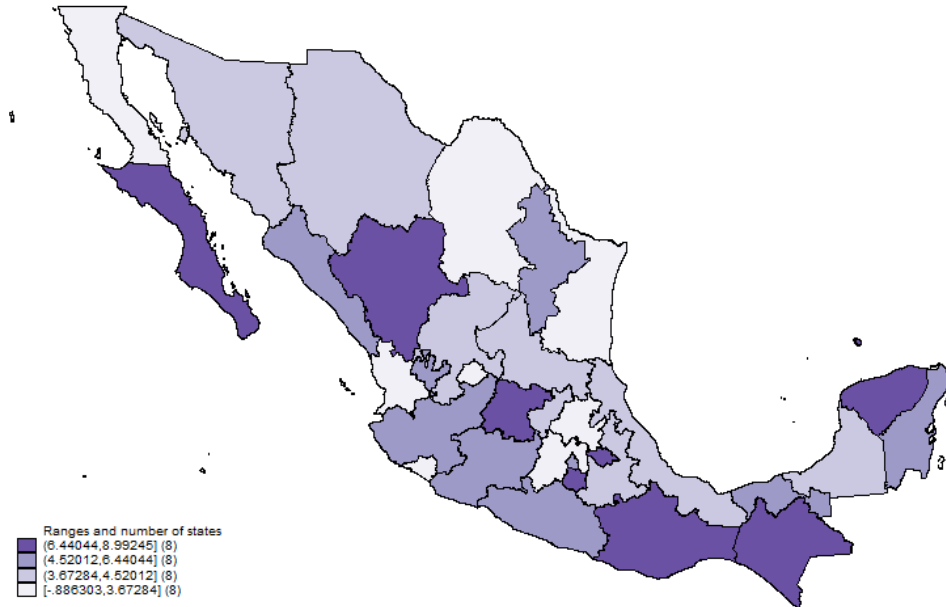 Ranges and number of states
(6.44044,8.99245] (8)
(4.52012,6.44044] (8)
(3.67284,4.52012] (8)
[-.886303,3.67284] (8)